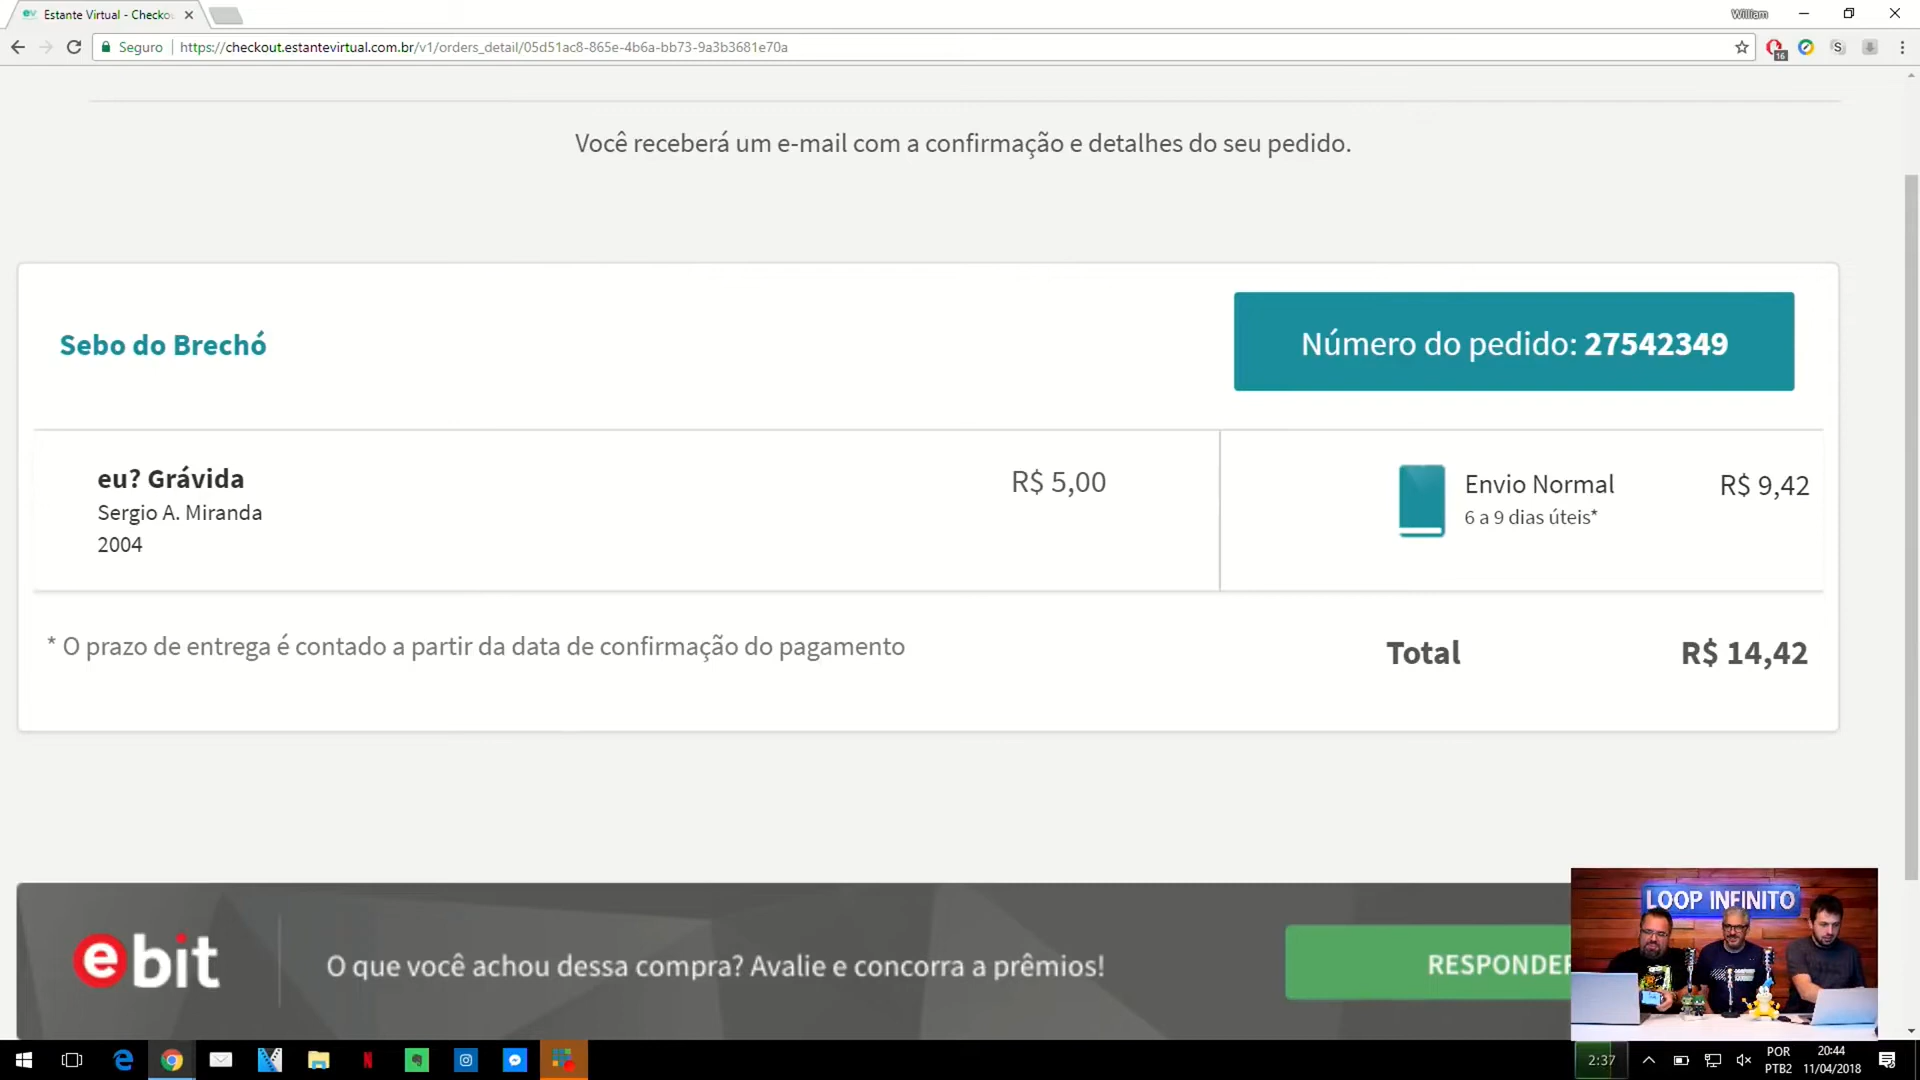 Estante Virtual - Checko
William
Seguro
https://checkout.estantevirtual.com.br/v1/orders_detail/05d51ac8-865e-4b6a-bb73-9a3b3681e70a
16
S
Você receberá um e-mail com a confirmação e detalhes do seu pedido.
Sebo do Brechó
Número do pedido: 27542349
eu? Grávida
R$ 5,00
Envio Normal
R$ 9,42
Sergio A. Miranda
6 a 9 dias úteis*
2004
* O prazo de entrega é contado a partir da data de confirmação do pagamento
Total
R$ 14,42
LOOP INFINITO
ebit
O que você achou dessa compra? Avalie e concorra a prêmios!
RESPONDER
2:37
POR
PTB2
20:44
11/04/2018